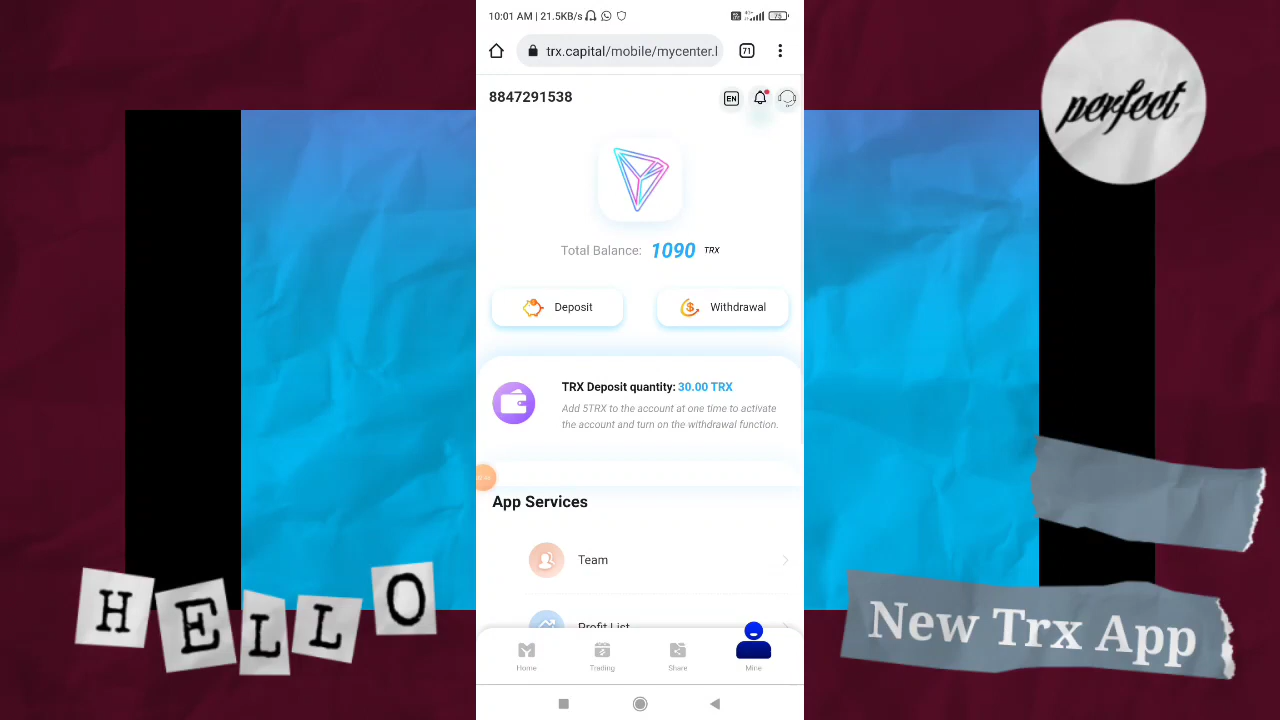 10:01 AM | 21.5KB/s
75
trx.capital/mobile/mycenter.l
71
8847291538
EN
Total Balance: 1090 TRX
Deposit
Withdrawal
TRX Deposit quantity: 30.00 TRX
Add 5TRX to the account at one time to activate
the account and turn on the withdrawal function.
App Services
Team
Profit List
Home
Trading
Share
Mine
perfect
HELLO
New Trx App